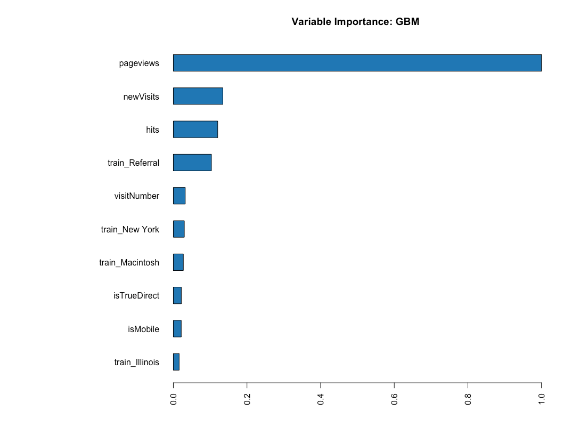 Variable Importance: GBM
pageviews
newVisits
hits
train_Referral
visitNumber
train_New York
train_Macintosh
isTrueDirect
isMobile
train_Illinois
0.0 0.2 0.4 0.6 0.8 1.0